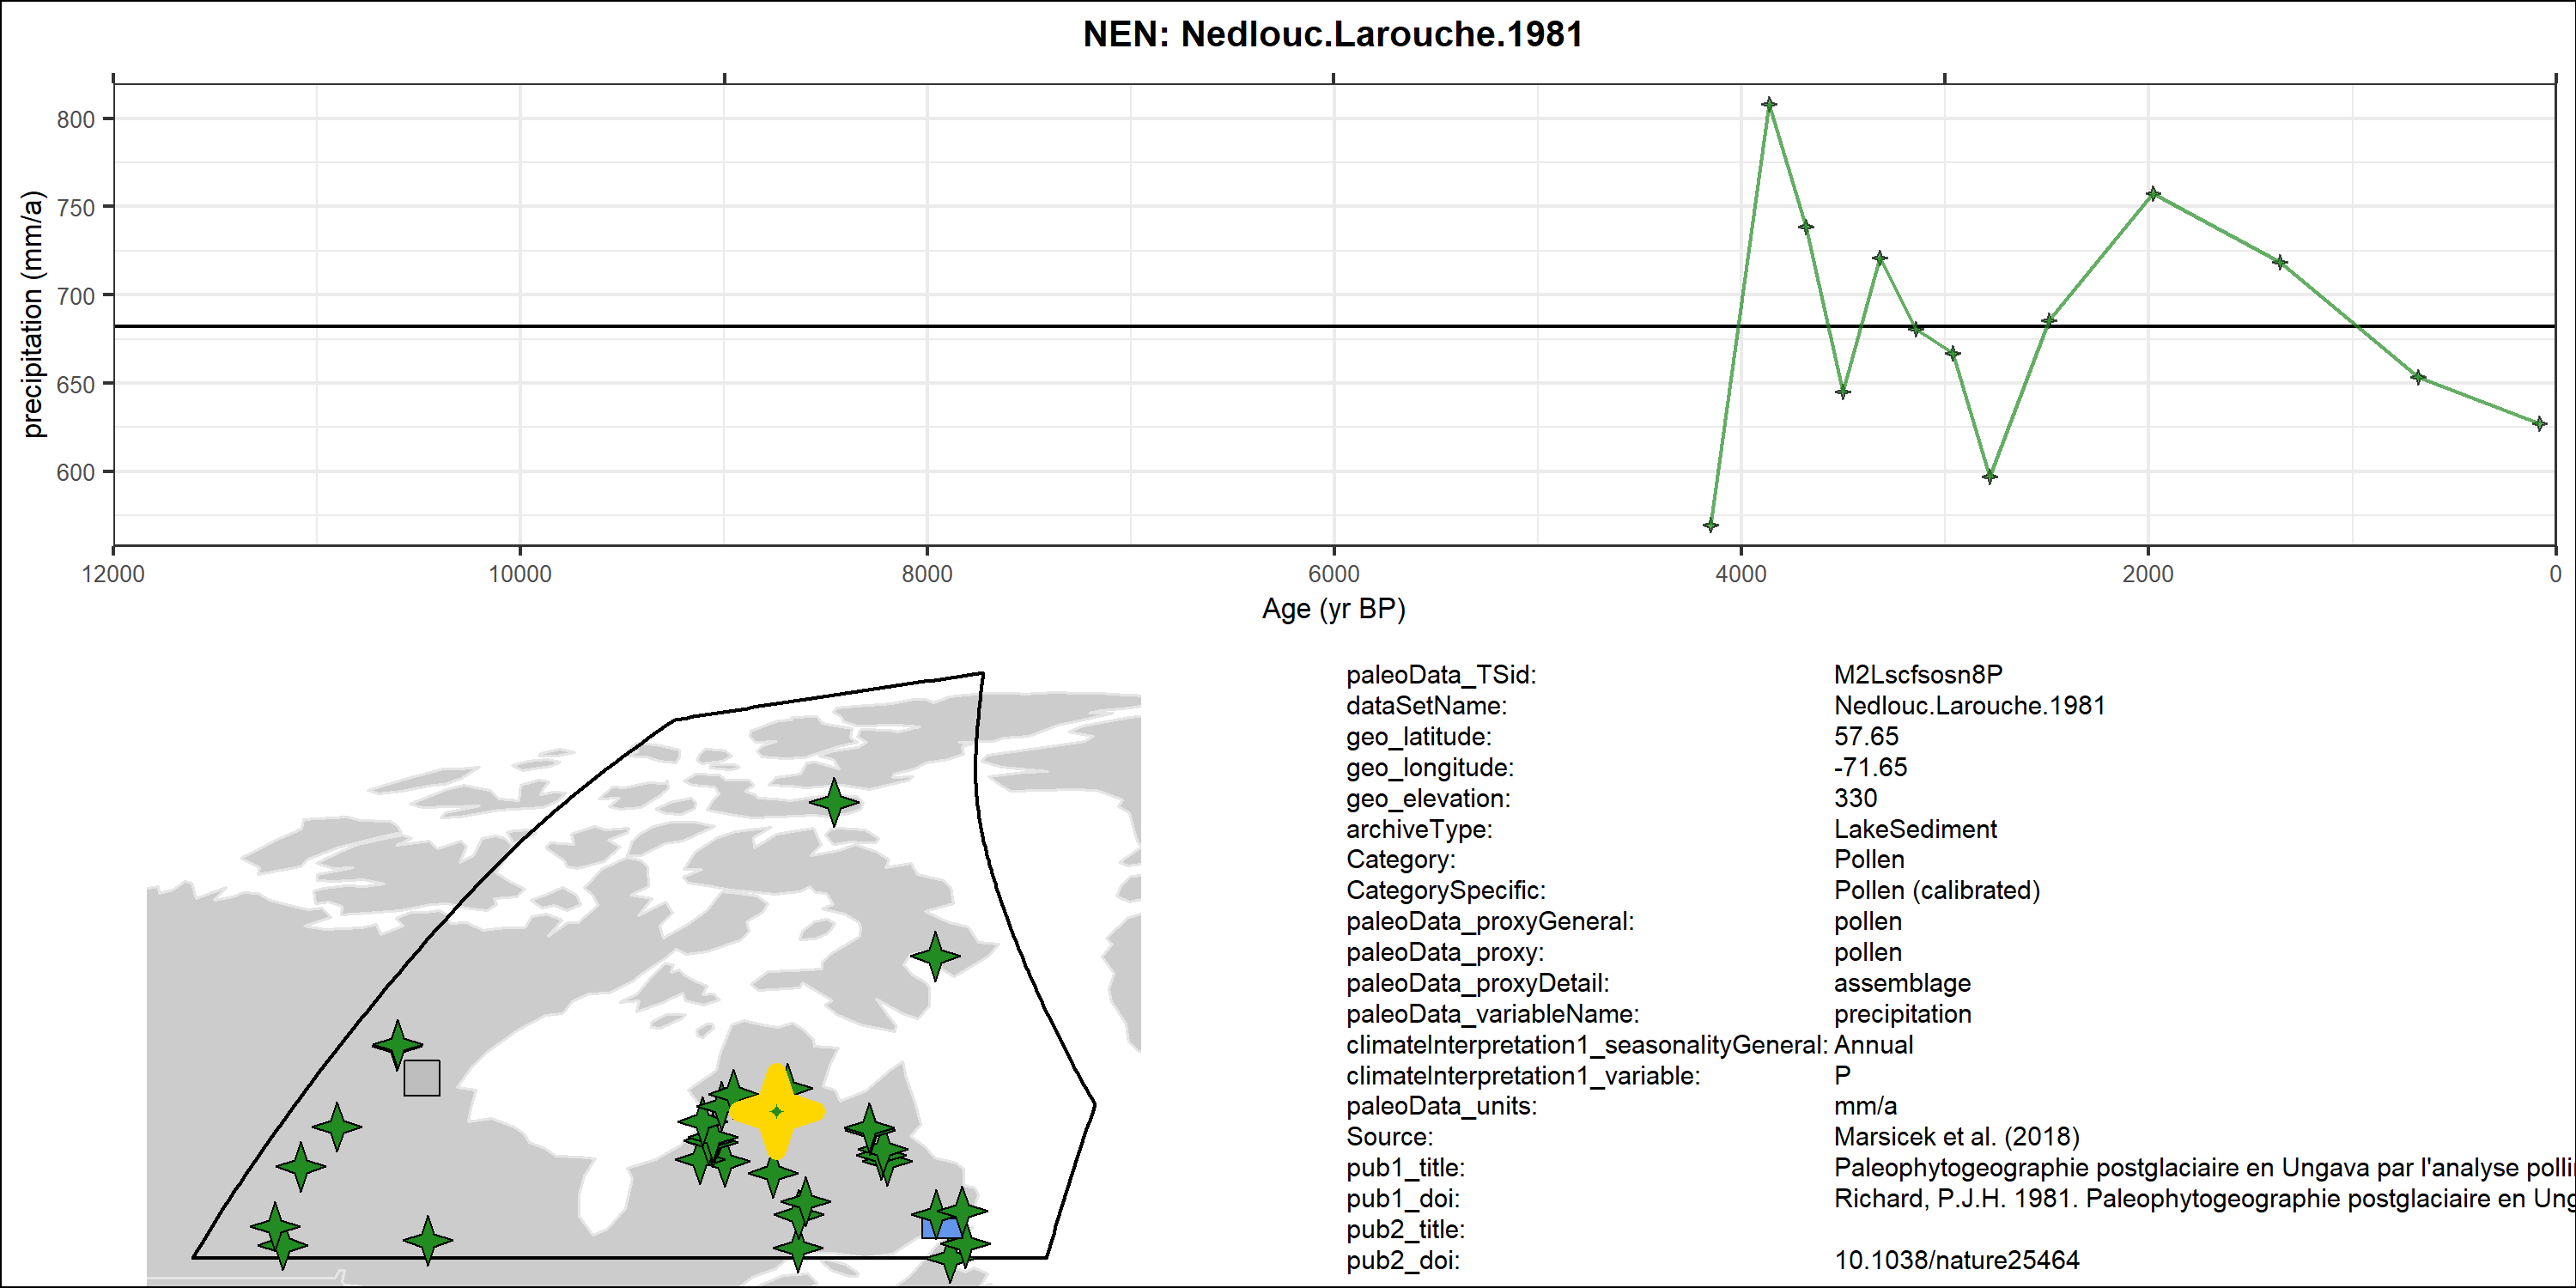 NEN: Nedlouc.Larouche.1981
precipitation (mm/a)
800
750
700
650
600
12000 10000 8000 6000 4000 2000 0
Age (yr BP)
paleoData_TSid: M2Lscfsosn8P
dataSetName: Nedlouc.Larouche.1981
geo_latitude: 57.65
geo_longitude: -71.65
geo_elevation: 330
archiveType: LakeSediment
Category: Pollen
CategorySpecific: Pollen (calibrated)
paleoData_proxyGeneral: pollen
paleoData_proxy: pollen
paleoData_proxyDetail: assemblage
paleoData_variableName: precipitation
climateInterpretation1_seasonalityGeneral: Annual
climateInterpretation1_variable: P
paleoData_units: mm/a
Source: Marsicek et al. (2018)
pub1_title: Paleophytogeographie postglaciaire en Ungava par l'analyse polli
pub1_doi: Richard, P.J.H. 1981. Paleophytogeographie postglaciaire en Ung
pub2_title:
pub2_doi: 10.1038/nature25464